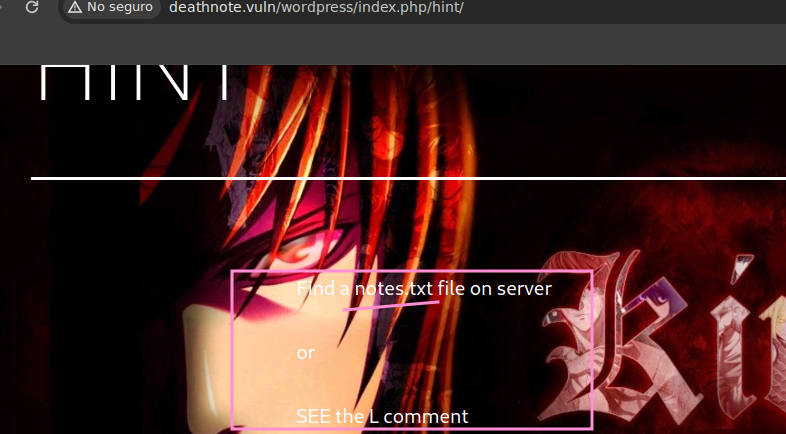 No seguro
deathnote.vuln/wordpress/index.php/hint/
HINT
Find a notes.txt file on server
or
SEE the L comment